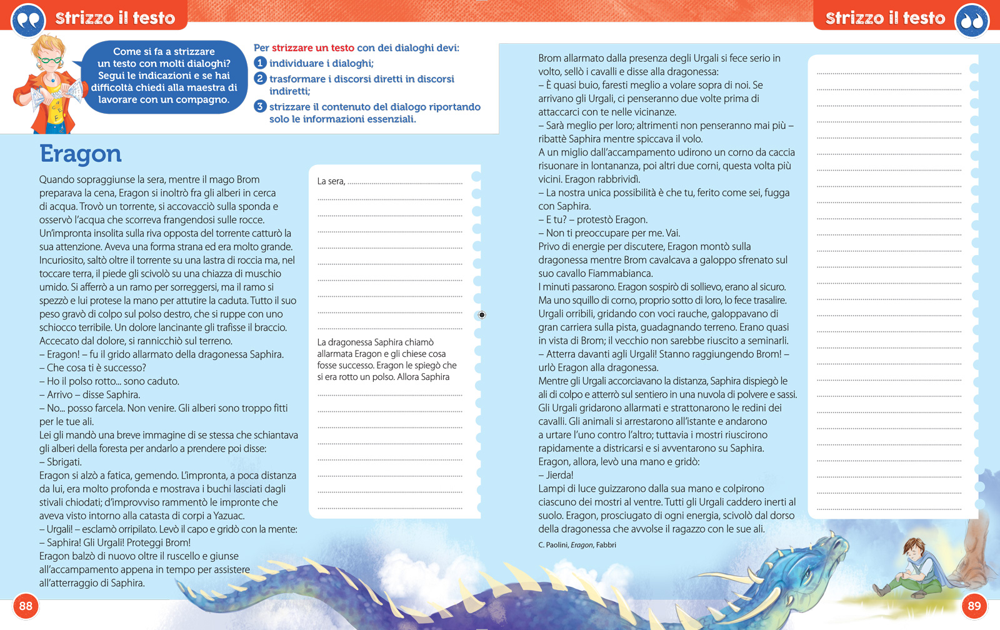 Strizzo il testo
Come si fa a strizzare
un testo con molti dialoghi?
Segui le indicazioni e se hai
difficoltà chiedi alla maestra di
lavorare con un compagno.
Per strizzare un testo con dei dialoghi devi:
1 individuare i dialoghi;
2 trasformare i discorsi diretti in discorsi
indiretti;
3 strizzare il contenuto del dialogo riportando
solo le informazioni essenziali.
Eragon
Quando sopraggiunse la sera, mentre il mago Brom
preparava la cena, Eragon si inoltrò fra gli alberi in cerca
di acqua. Trovò un torrente, si accovacciò sulla sponda e
osservò l'acqua che scorreva frangendosi sulle rocce.
Un'impronta insolita sulla riva opposta del torrente catturò la
sua attenzione. Aveva una forma strana ed era molto grande.
Incuriosito, saltò oltre il torrente su una lastra di roccia ma, nel
toccare terra, il piede gli scivolò su una chiazza di muschio
umido. Si afferrò a un ramo per sorreggersi, ma il ramo si
spezzò e lui protese la mano per attutire la caduta. Tutto il suo
peso gravò di colpo sul polso destro, che si ruppe con uno
schiocco terribile. Un dolore lancinante gli trafisse il braccio.
Accecato dal dolore, si rannicchiò sul terreno.
– Eragon! – fu il grido allarmato della dragonessa Saphira.
– Che cosa ti è successo?
– Ho il polso rotto... sono caduto.
– Arrivo – disse Saphira.
– No... posso farcela. Non venire. Gli alberi sono troppo fitti
per le tue ali.
Lei gli mandò una breve immagine di se stessa che schiantava
gli alberi della foresta per andarlo a prendere poi disse:
– Sbrigati.
Eragon si alzò a fatica, gemendo. L'impronta, a poca distanza
da lui, era molto profonda e mostrava i buchi lasciati dagli
stivali chiodati; d'improvviso rammentò le impronte che
aveva visto intorno alla catasta di corpi a Yazuac.
– Urgali! – esclamò orripilato. Levò il capo e gridò con la mente:
– Saphira! Gli Urgali! Proteggi Brom!
Eragon balzò di nuovo oltre il ruscello e giunse
all'accampamento appena in tempo per assistere
all'atterraggio di Saphira.
La sera,
La dragonessa Saphira chiamò
allarmata Eragon e gli chiese cosa
fosse successo. Eragon le spiegò che
si era rotto un polso. Allora Saphira
88
Strizzo il testo
Brom allarmato dalla presenza degli Urgali si fece serio in
volto, sellò i cavalli e disse alla dragonessa:
– È quasi buio, faresti meglio a volare sopra di noi. Se
arrivano gli Urgali, ci penseranno due volte prima di
attaccarci con te nelle vicinanze.
– Sarà meglio per loro; altrimenti non penseranno mai più –
ribattè Saphira mentre spiccava il volo.
A un miglio dall'accampamento udirono un corno da caccia
risuonare in lontananza, poi altri due corni, questa volta più
vicini. Eragon rabbrividì.
– La nostra unica possibilità è che tu, ferito come sei, fugga
con Saphira.
– E tu? – protestò Eragon.
– Non ti preoccupare per me. Vai.
Privo di energie per discutere, Eragon montò sulla
dragonessa mentre Brom cavalcava a galoppo sfrenato sul
suo cavallo Fiammabianca.
I minuti passarono. Eragon sospirò di sollievo, erano al sicuro.
Ma uno squillo di corno, proprio sotto di loro, lo fece trasalire.
Urgali orribili, gridando con voci rauche, galoppavano di
gran carriera sulla pista, guadagnando terreno. Erano quasi
in vista di Brom; il vecchio non sarebbe riuscito a seminarli.
– Atterra davanti agli Urgali! Stanno raggiungendo Brom! –
urlò Eragon alla dragonessa.
Mentre gli Urgali accorciavano la distanza, Saphira dispiegò le
ali di colpo e atterrò sul sentiero in una nuvola di polvere e sassi.
Gli Urgali gridarono allarmati e strattonarono le redini dei
cavalli. Gli animali si arrestarono all'istante e andarono
a urtare l'uno contro l'altro; tuttavia i mostri riuscirono
rapidamente a districarsi e si avventarono su Saphira.
Eragon, allora, levò una mano e gridò:
– Jierda!
Lampi di luce guizzarono dalla sua mano e colpirono
ciascuno dei mostri al ventre. Tutti gli Urgali caddero inerti al
suolo. Eragon, prosciugato di ogni energia, scivolò dal dorso
della dragonessa che avvolse il ragazzo con le sue ali.
C. Paolini, Eragon, Fabbri
89